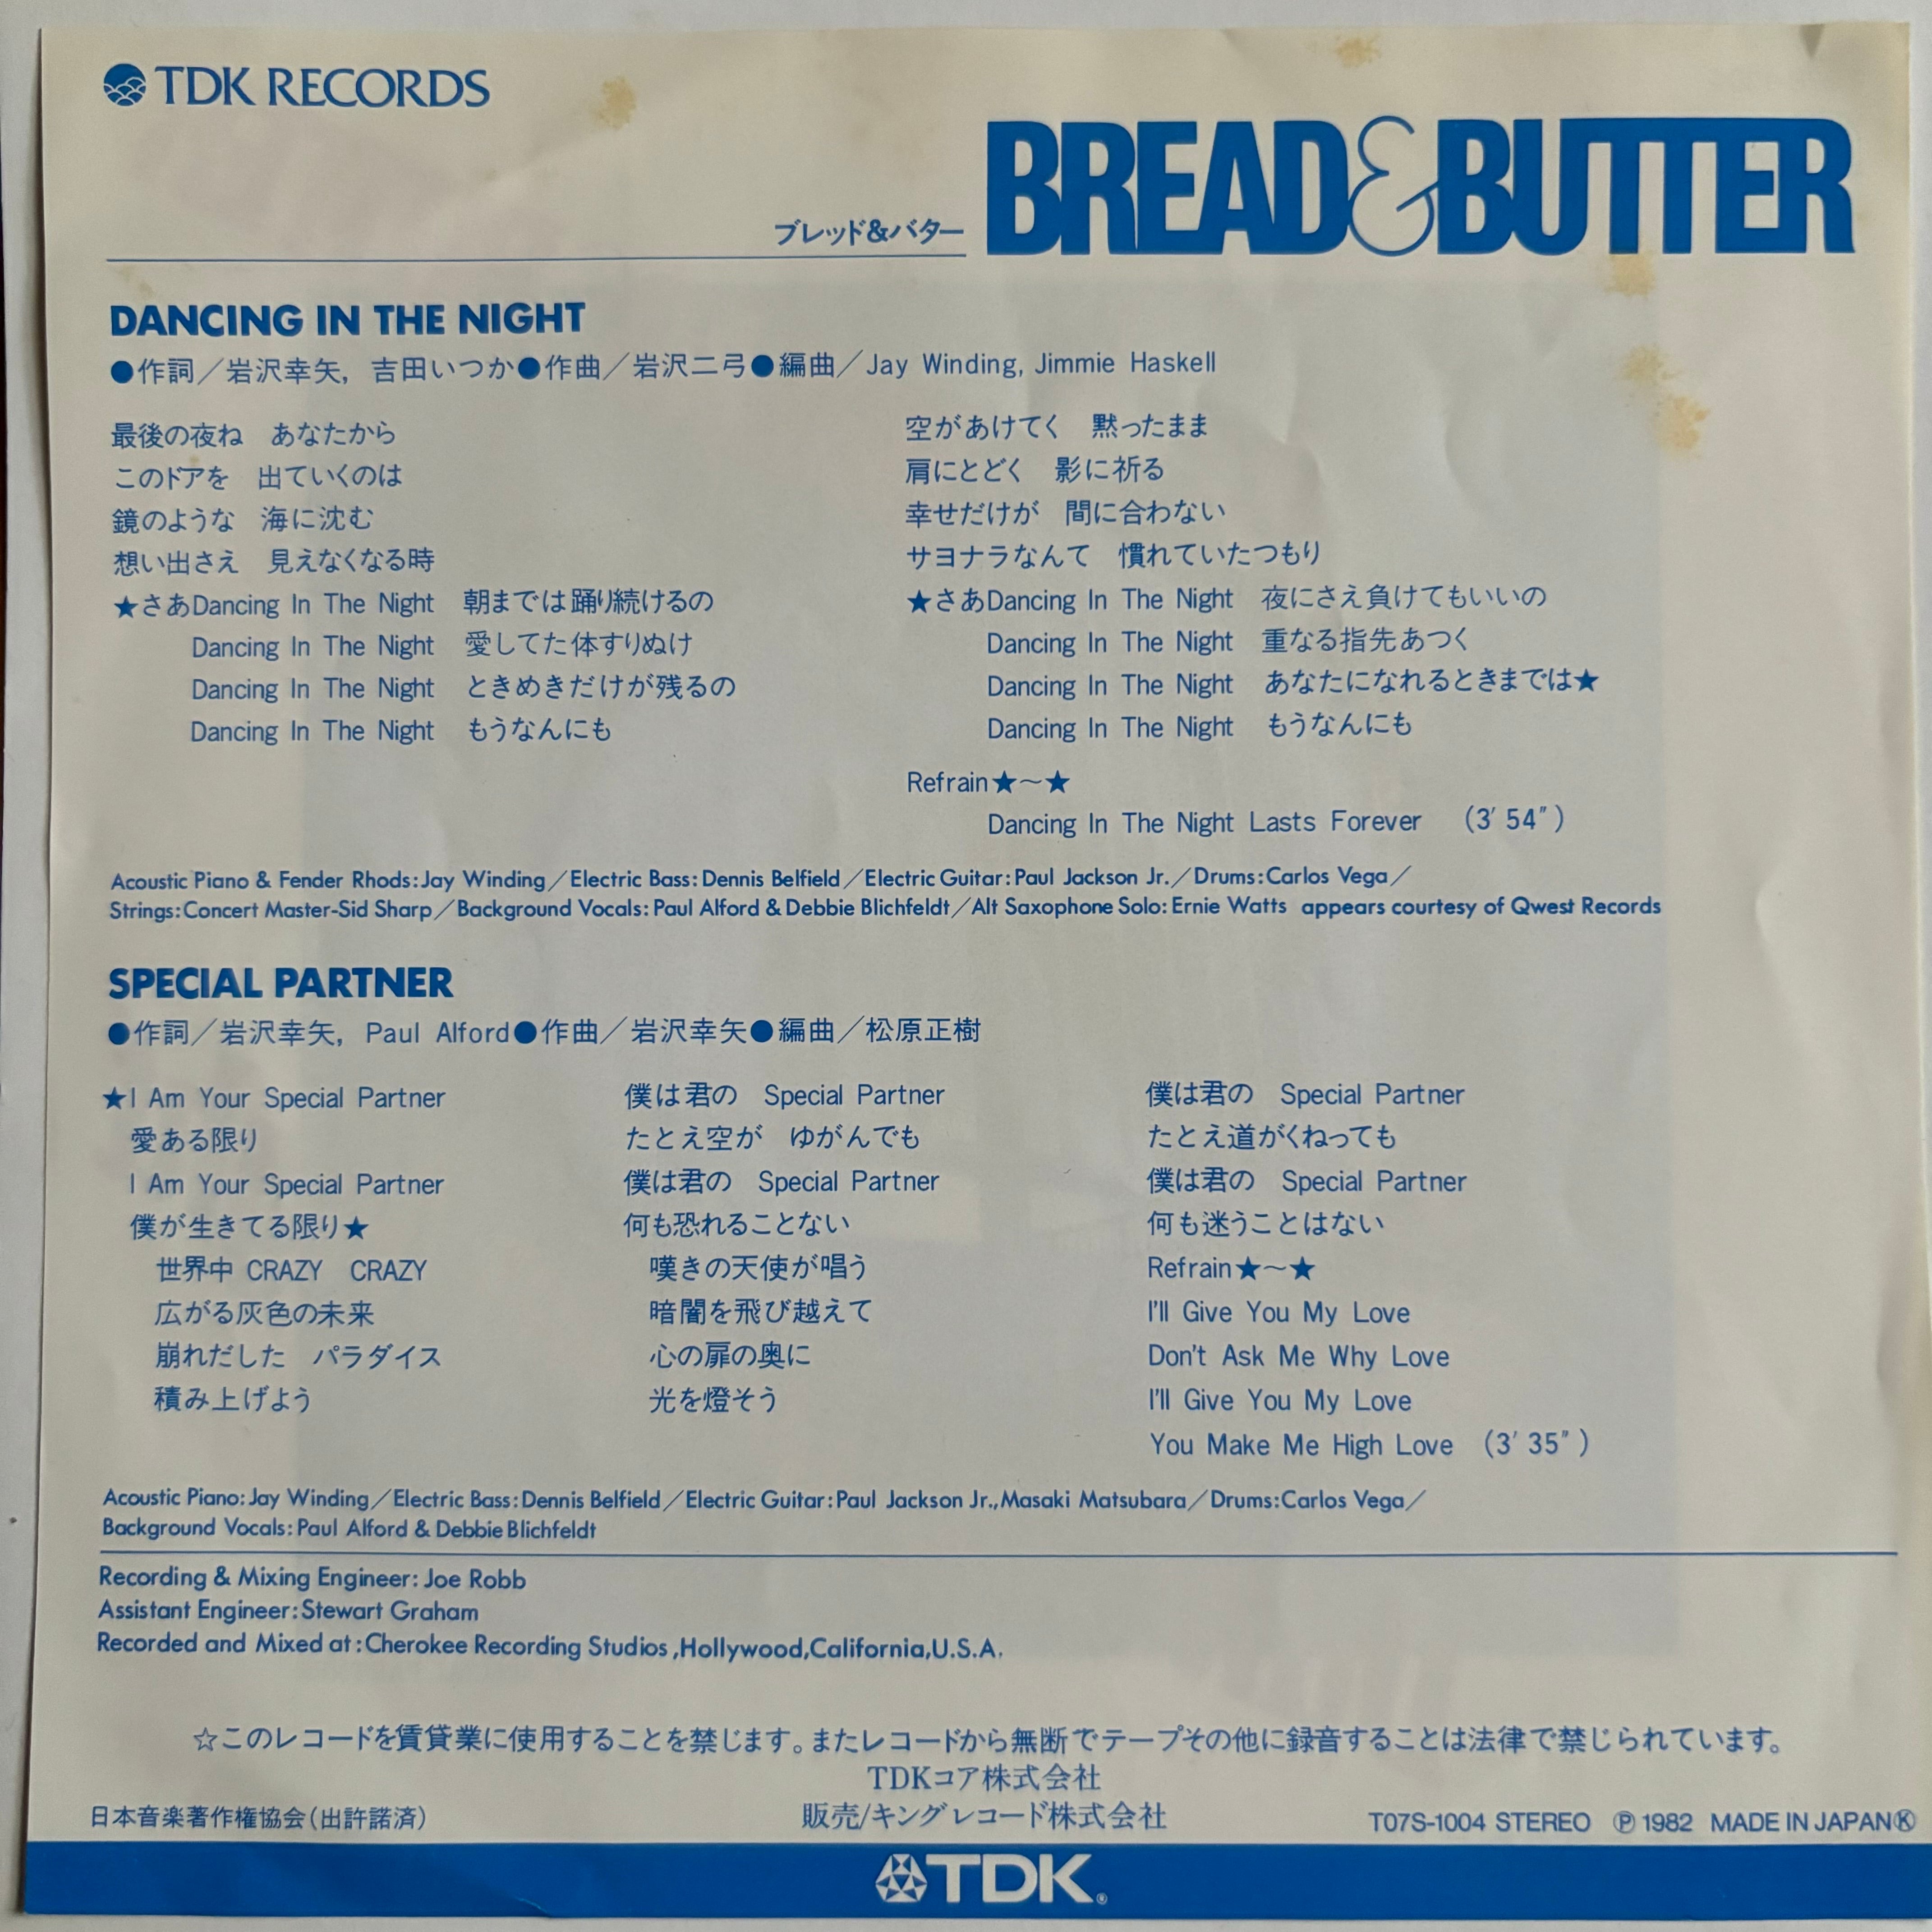 TDK RECORDS
BREAD&BUTTER
ブレッド&バター
DANCING IN THE NIGHT
●作詞／岩沢幸矢，吉田いつか●作曲／岩沢二弓●編曲／Jay Winding, Jimmie Haskell
最後の夜ね　あなたから
このドアを　出ていくのは
鏡のような　海に沈む
想い出さえ　見えなくなる時
★さあDancing In The Night　朝までは踊り続けるの
Dancing In The Night　愛してた体すりぬけ
Dancing In The Night　ときめきだけが残るの
Dancing In The Night　もうなんにも
空があけてく　黙ったまま
肩にとどく　影に祈る
幸せだけが　間に合わない
サヨナラなんて　慣れていたつもり
★さあDancing In The Night　夜にさえ負けてもいいの
Dancing In The Night　重なる指先あつく
Dancing In The Night　あなたになれるときまでは★
Dancing In The Night　もうなんにも
Refrain★～★
Dancing In The Night Lasts Forever　(3′54″)
Acoustic Piano & Fender Rhods:Jay Winding／Electric Bass:Dennis Belfield／Electric Guitar:Paul Jackson Jr.／Drums:Carlos Vega／
Strings:Concert Master-Sid Sharp／Background Vocals:Paul Alford & Debbie Blichfeldt／Alt Saxophone Solo:Ernie Watts appears courtesy of Qwest Records
SPECIAL PARTNER
●作詞／岩沢幸矢，Paul Alford●作曲／岩沢幸矢●編曲／松原正樹
★I Am Your Special Partner
愛ある限り
I Am Your Special Partner
僕が生きてる限り★
世界中 CRAZY　CRAZY
広がる灰色の未来
崩れだした　パラダイス
積み上げよう
僕は君の　Special Partner
たとえ空が　ゆがんでも
僕は君の　Special Partner
何も恐れることない
嘆きの天使が唱う
暗闇を飛び越えて
心の扉の奥に
光を燈そう
僕は君の　Special Partner
たとえ道がくねっても
僕は君の　Special Partner
何も迷うことはない
Refrain★～★
I'll Give You My Love
Don't Ask Me Why Love
I'll Give You My Love
You Make Me High Love　(3′35″)
Acoustic Piano:Jay Winding／Electric Bass:Dennis Belfield／Electric Guitar:Paul Jackson Jr.,Masaki Matsubara／Drums:Carlos Vega／
Background Vocals:Paul Alford & Debbie Blichfeldt
Recording & Mixing Engineer:Joe Robb
Assistant Engineer:Stewart Graham
Recorded and Mixed at:Cherokee Recording Studios,Hollywood,California,U.S.A.
☆このレコードを賃貸業に使用することを禁じます。またレコードから無断でテープその他に録音することは法律で禁じられています。
TDKコア株式会社
日本音楽著作権協会(出許諾済)
販売/キングレコード株式会社
T07S-1004 STEREO Ⓟ1982 MADE IN JAPANⓀ
TDK®